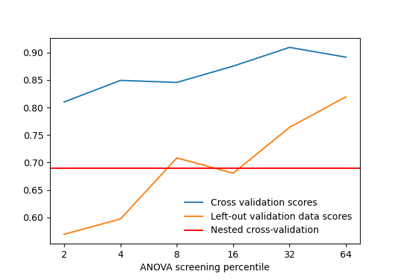 0.90
0.85
0.80
0.75
0.70
0.65
0.60
Cross validation scores
Left-out validation data scores
Nested cross-validation
2 4 8 16 32 64
ANOVA screening percentile